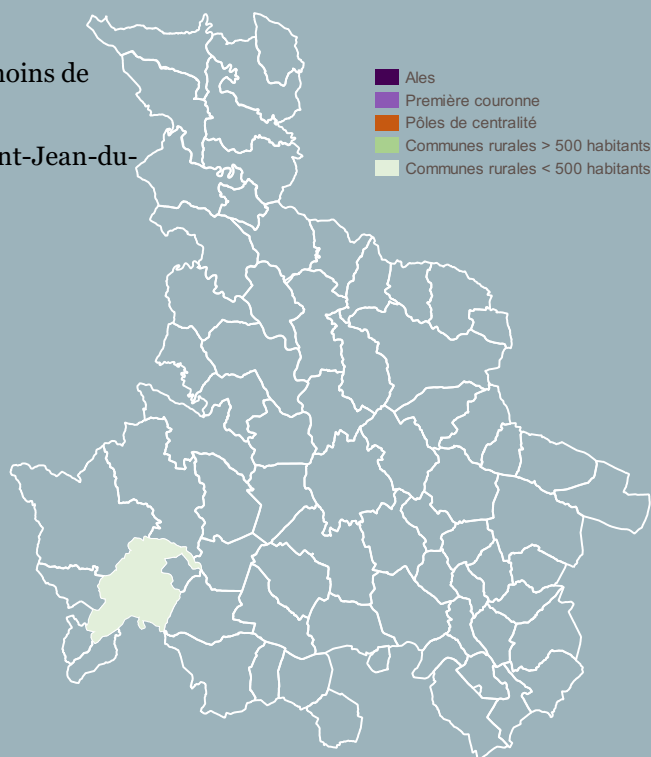 moins de
nt-Jean-du-
Ales
Première couronne
Pôles de centralité
Communes rurales > 500 habitants
Communes rurales < 500 habitants